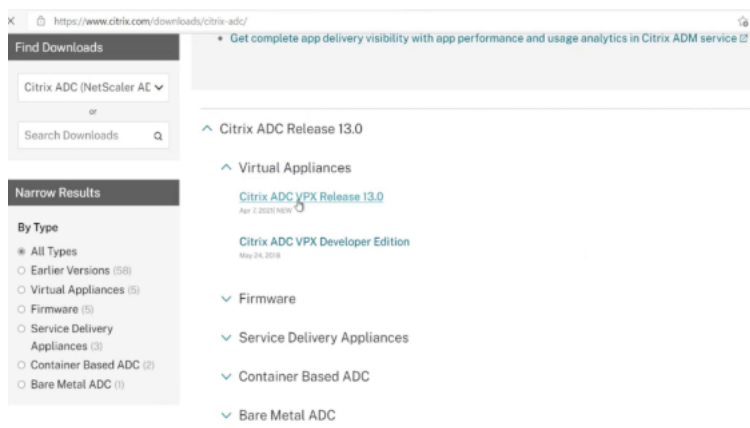 https://www.citrix.com/downloads/citrix-adc/
Find Downloads
Citrix ADC (NetScaler AD
or
Search Downloads
Narrow Results
By Type
All Types
Earlier Versions (58)
Virtual Appliances (5)
Firmware (5)
Service Delivery
Appliances (3)
Container Based ADC (2)
Bare Metal ADC (1)
• Get complete app delivery visibility with app performance and usage analytics in Citrix ADM service
Citrix ADC Release 13.0
Virtual Appliances
Citrix ADC VPX Release 13.0
Apr 7, 2021 | NEW
Citrix ADC VPX Developer Edition
May 24, 2018
Firmware
Service Delivery Appliances
Container Based ADC
Bare Metal ADC